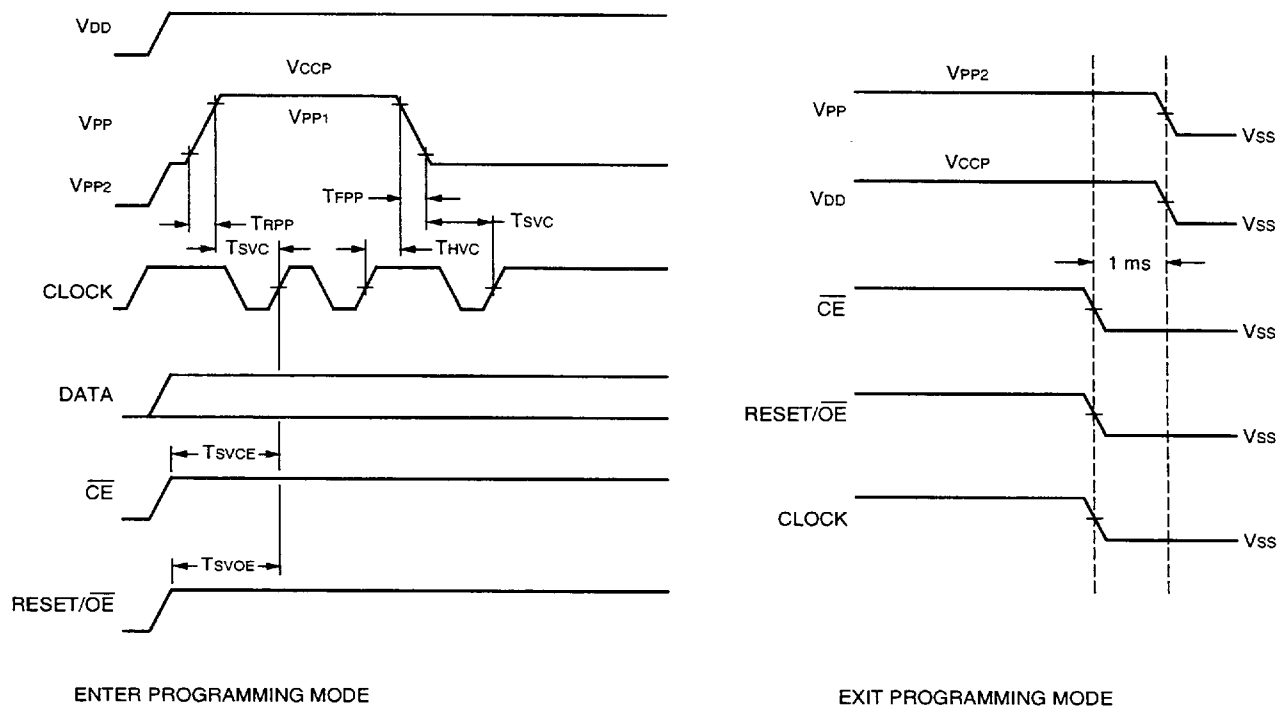 VDD
VCCP
VPP
VPP1
VPP2
TFPP
TRPP
TSVC
TSVC
THVC
CLOCK
DATA
TSVCE
CE
TSVOE
RESET/OE
ENTER PROGRAMMING MODE
VPP2
VPP
VSS
VCCP
VDD
VSS
1 ms
CE
VSS
RESET/OE
VSS
CLOCK
VSS
EXIT PROGRAMMING MODE